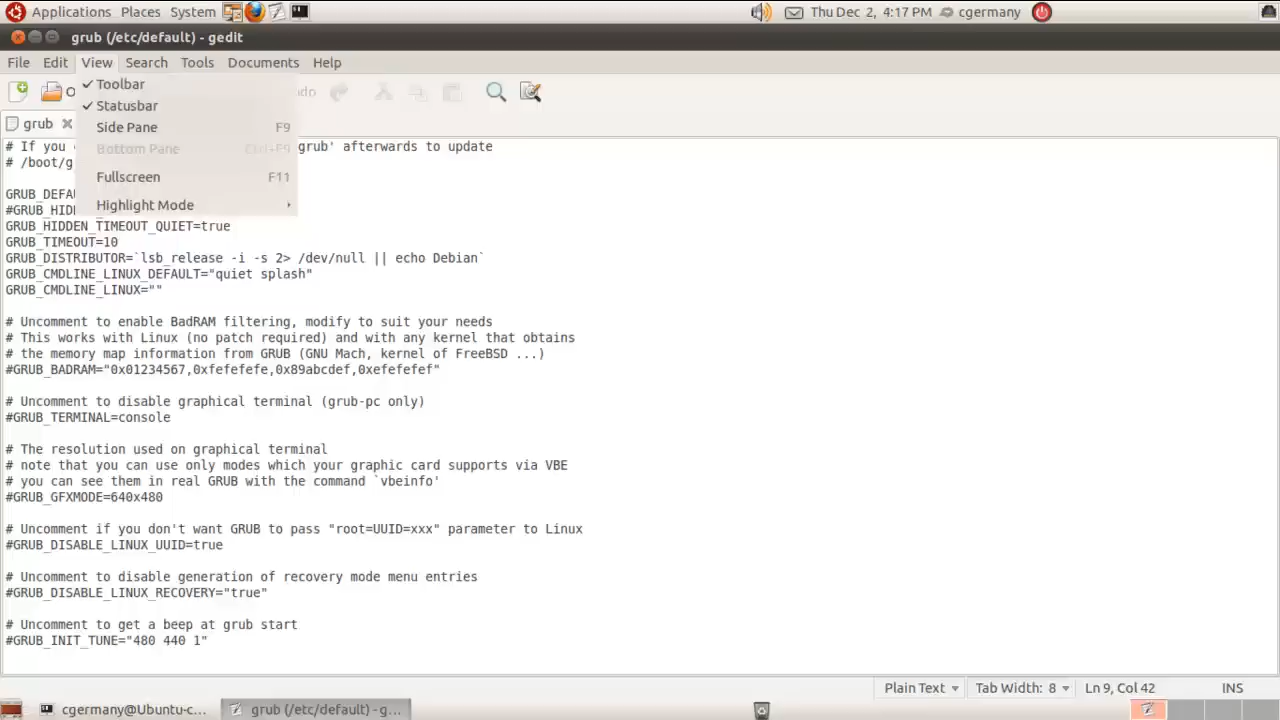 Applications Places System
Thu Dec 2, 4:17 PM cgermany
grub (/etc/default) - gedit
File Edit View Search Tools Documents Help
Toolbar
Statusbar
Side Pane F9
Bottom Pane Ctrl+F9
Fullscreen F11
Highlight Mode
grub
# If you grub' afterwards to update
# /boot/g
GRUB_DEFAU
#GRUB_HIDD
GRUB_HIDDEN_TIMEOUT_QUIET=true
GRUB_TIMEOUT=10
GRUB_DISTRIBUTOR=`lsb_release -i -s 2> /dev/null || echo Debian`
GRUB_CMDLINE_LINUX_DEFAULT="quiet splash"
GRUB_CMDLINE_LINUX=""
# Uncomment to enable BadRAM filtering, modify to suit your needs
# This works with Linux (no patch required) and with any kernel that obtains
# the memory map information from GRUB (GNU Mach, kernel of FreeBSD ...)
#GRUB_BADRAM="0x01234567,0xfefefefe,0x89abcdef,0xefefefef"
# Uncomment to disable graphical terminal (grub-pc only)
#GRUB_TERMINAL=console
# The resolution used on graphical terminal
# note that you can use only modes which your graphic card supports via VBE
# you can see them in real GRUB with the command `vbeinfo'
#GRUB_GFXMODE=640x480
# Uncomment if you don't want GRUB to pass "root=UUID=xxx" parameter to Linux
#GRUB_DISABLE_LINUX_UUID=true
# Uncomment to disable generation of recovery mode menu entries
#GRUB_DISABLE_LINUX_RECOVERY="true"
# Uncomment to get a beep at grub start
#GRUB_INIT_TUNE="480 440 1"
Plain Text Tab Width: 8 Ln 9, Col 42 INS
cgermany@Ubuntu-c... grub (/etc/default) - g...